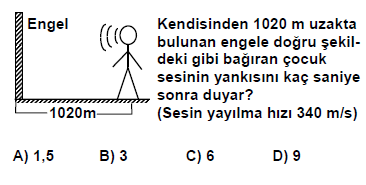 Engel
1020m
Kendisinden 1020 m uzakta
bulunan engele doğru şekil-
deki gibi bağıran çocuk
sesinin yankısını kaç saniye
sonra duyar?
(Sesin yayılma hızı 340 m/s)
A) 1,5 B) 3 C) 6 D) 9